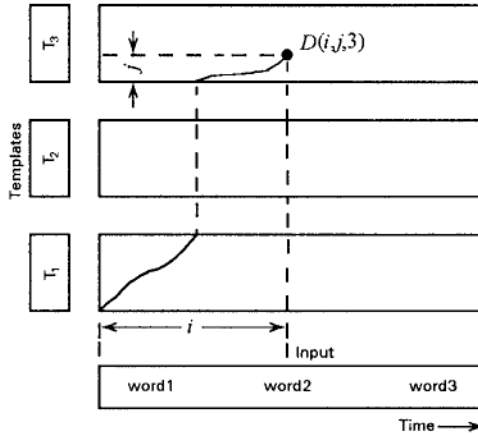 T3
D(i,j,3)
j
Templates
T2
T1
i
Input
word1 word2 word3
Time